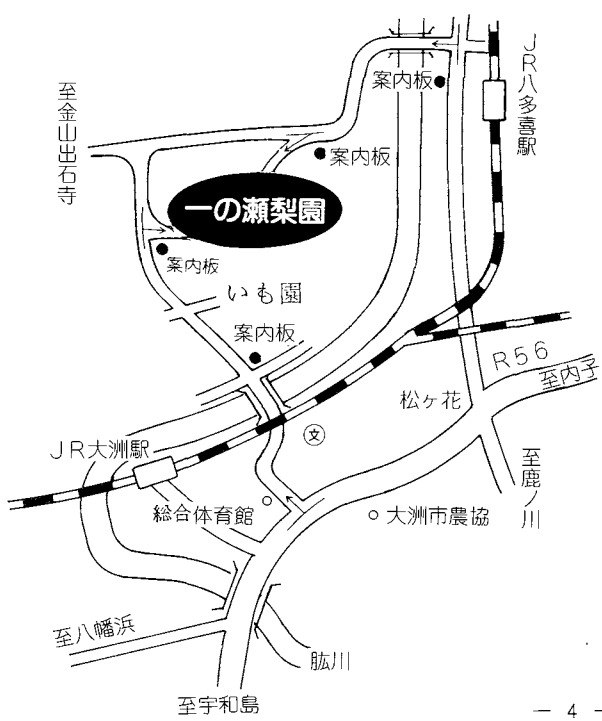 JR八多喜駅
案内板
至金山出石寺
案内板
一の瀬梨園
案内板
いも園
案内板
R56
至内子
松ヶ花
文
JR大洲駅
至鹿ノ川
総合体育館
大洲市農協
至八幡浜
肱川
至宇和島
— 4 —